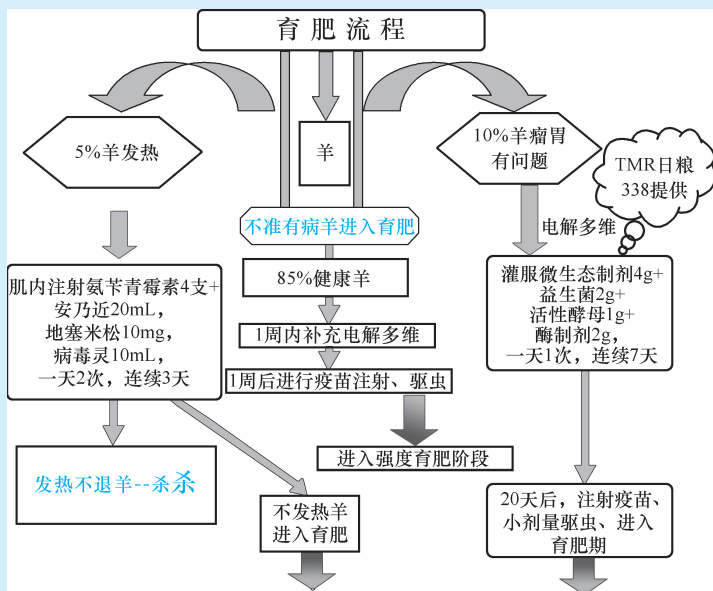 育肥流程
5%羊发热
羊
10%羊瘤胃
有问题
TMR日粮
338提供
不准有病羊进入育肥
电解多维
肌内注射氨苄青霉素4支+
安乃近20mL，
地塞米松10mg，
病毒灵10mL，
一天2次，连续3天
85%健康羊
灌服微生态制剂4g+
益生菌2g+
活性酵母1g+
酶制剂2g，
一天1次，连续7天
1周内补充电解多维
1周后进行疫苗注射、驱虫
进入强度育肥阶段
发热不退羊--杀杀
不发热羊
进入育肥
20天后，注射疫苗、
小剂量驱虫、进入
育肥期